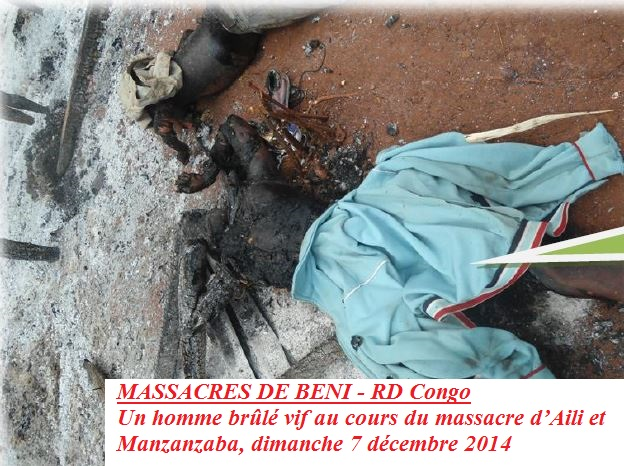 MASSACRES DE BENI - RD Congo
Un homme brûlé vif au cours du massacre d’Aili et
Manzanzaba, dimanche 7 décembre 2014